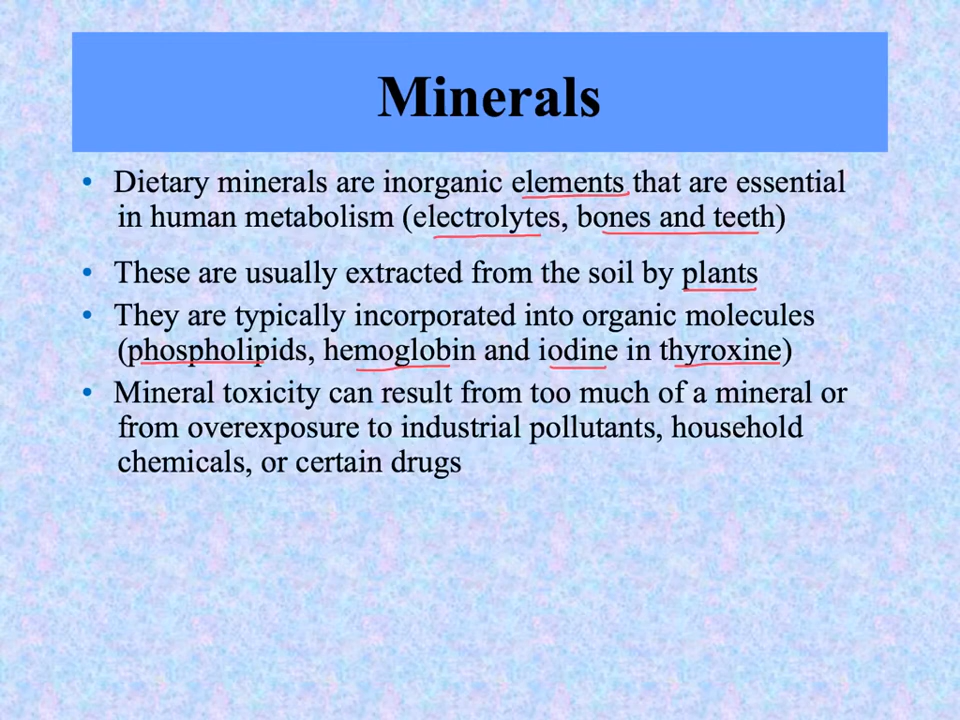 Minerals
• Dietary minerals are inorganic elements that are essential
in human metabolism (electrolytes, bones and teeth)
• These are usually extracted from the soil by plants
• They are typically incorporated into organic molecules
(phospholipids, hemoglobin and iodine in thyroxine)
• Mineral toxicity can result from too much of a mineral or
from overexposure to industrial pollutants, household
chemicals, or certain drugs